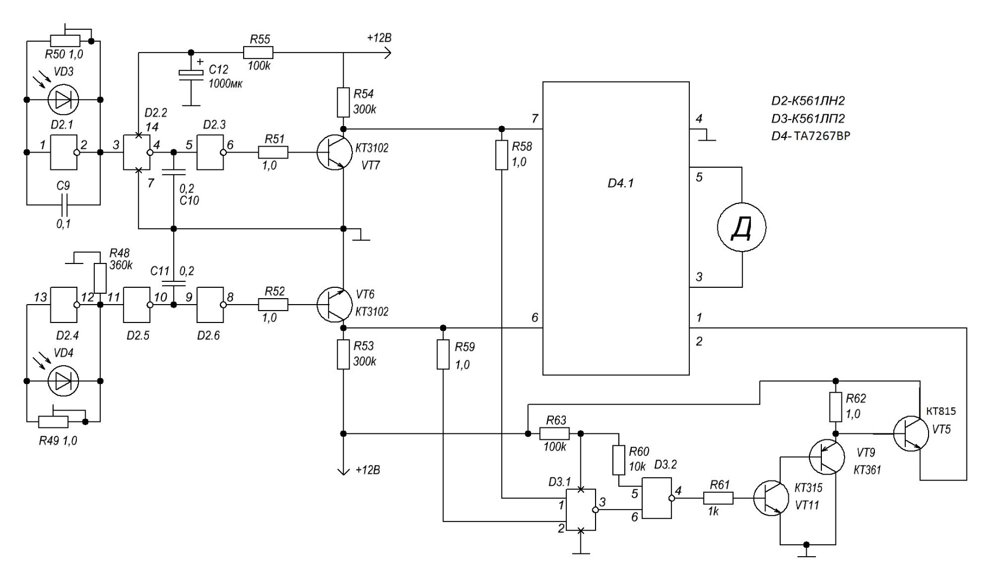 R50 1,0
VD3
D2.1
1
2
C9
0,1
R55
100k
+12В
+
C12
1000мк
R54
300k
D2.2
14
3
4
7
D2.3
5
6
R51
1,0
КТ3102
VT7
0,2
C10
R58
1,0
7
6
D4.1
4
5
3
1
2
Д
D2-К561ЛН2
D3-К561ЛП2
D4-TA7267BP
R48
360k
C11
0,2
13
12
11
10
9
8
D2.4
D2.5
D2.6
R52
1,0
VT6
КТ3102
VD4
R49 1,0
R53
300k
R59
1,0
+12В
R63
100k
R60
10k
D3.1
1
2
3
D3.2
5
6
4
R61
1k
КТ315
VT11
VT9
КТ361
R62
1,0
КТ815
VT5